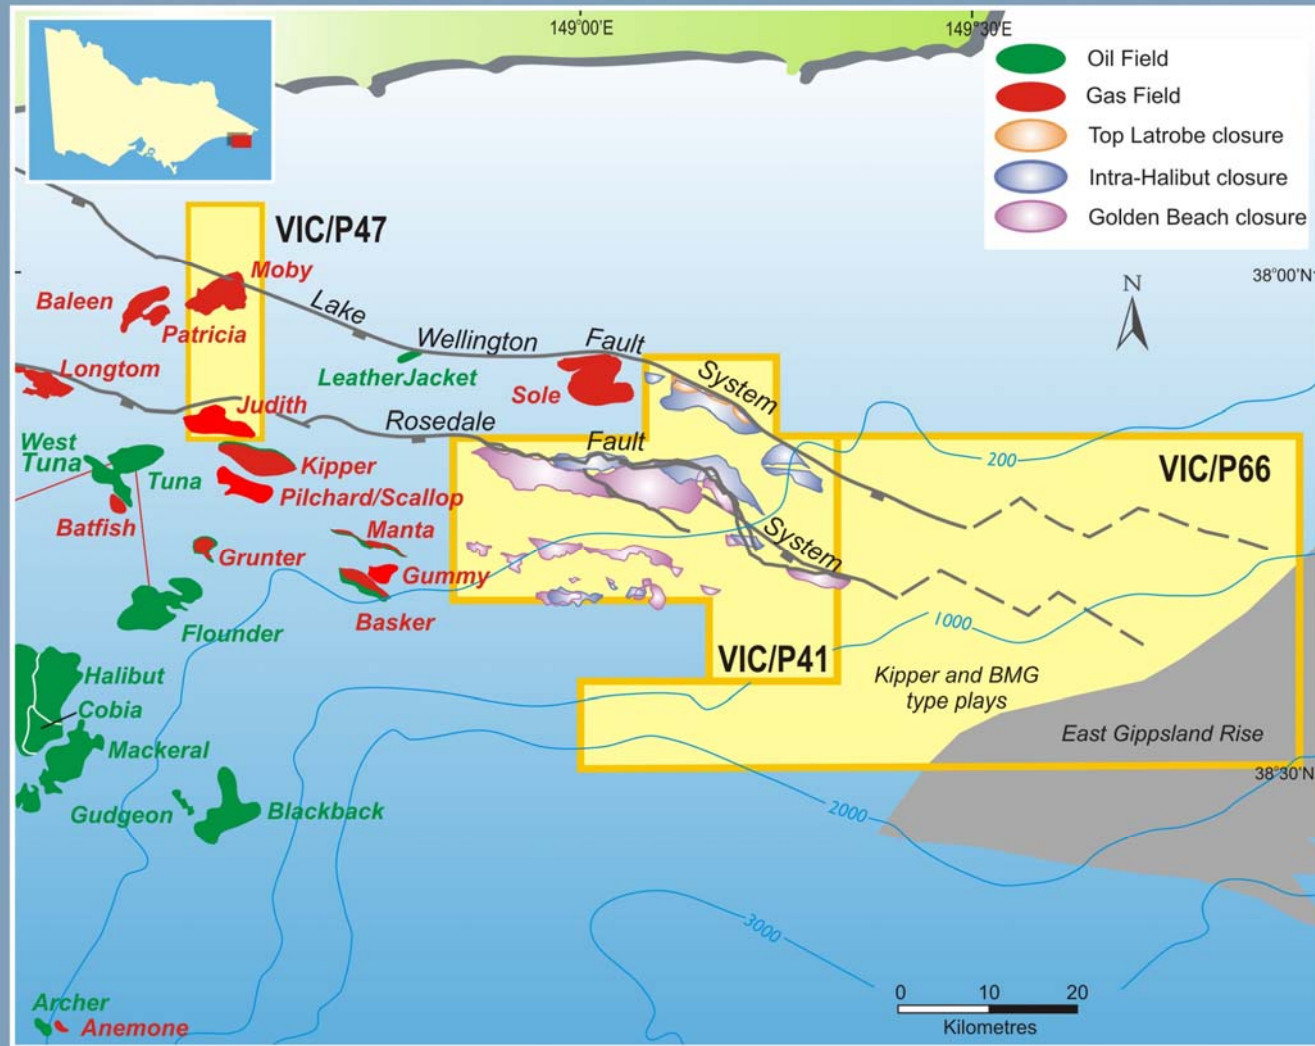 149°00'E
149°30'E
Oil Field
Gas Field
Top Latrobe closure
Intra-Halibut closure
Golden Beach closure
VIC/P47
38°00'N
N
Moby
Baleen
Patricia
Lake
Wellington
Fault
System
Longtom
LeatherJacket
Sole
Judith
Rosedale
Fault
System
West
Tuna
Tuna
Kipper
Pilchard/Scallop
Batfish
Manta
Grunter
Gummy
Basker
Flounder
200
VIC/P66
1000
VIC/P41
Kipper and BMG
type plays
East Gippsland Rise
Halibut
Cobia
Mackeral
38°30'N
Gudgeon
Blackback
2000
3000
Archer
Anemone
0 10 20
Kilometres